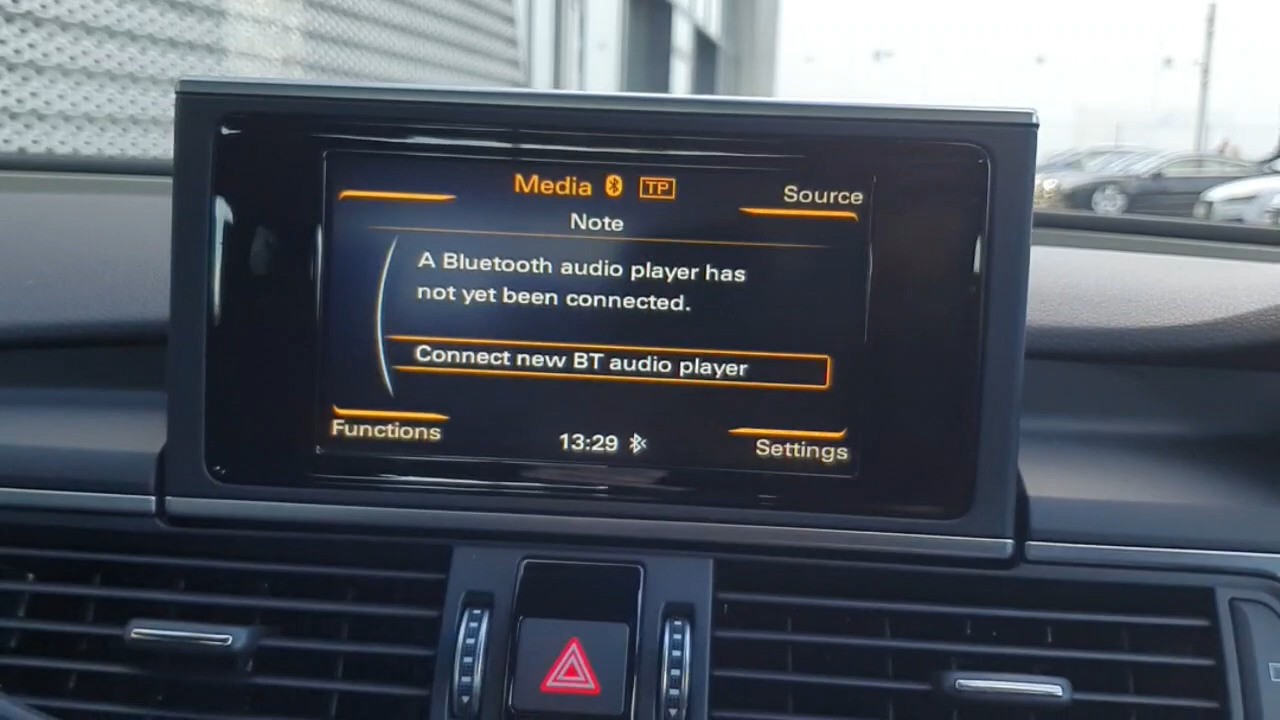 Media TP
Source
Note
A Bluetooth audio player has
not yet been connected.
Connect new BT audio player
Functions
13:29
Settings